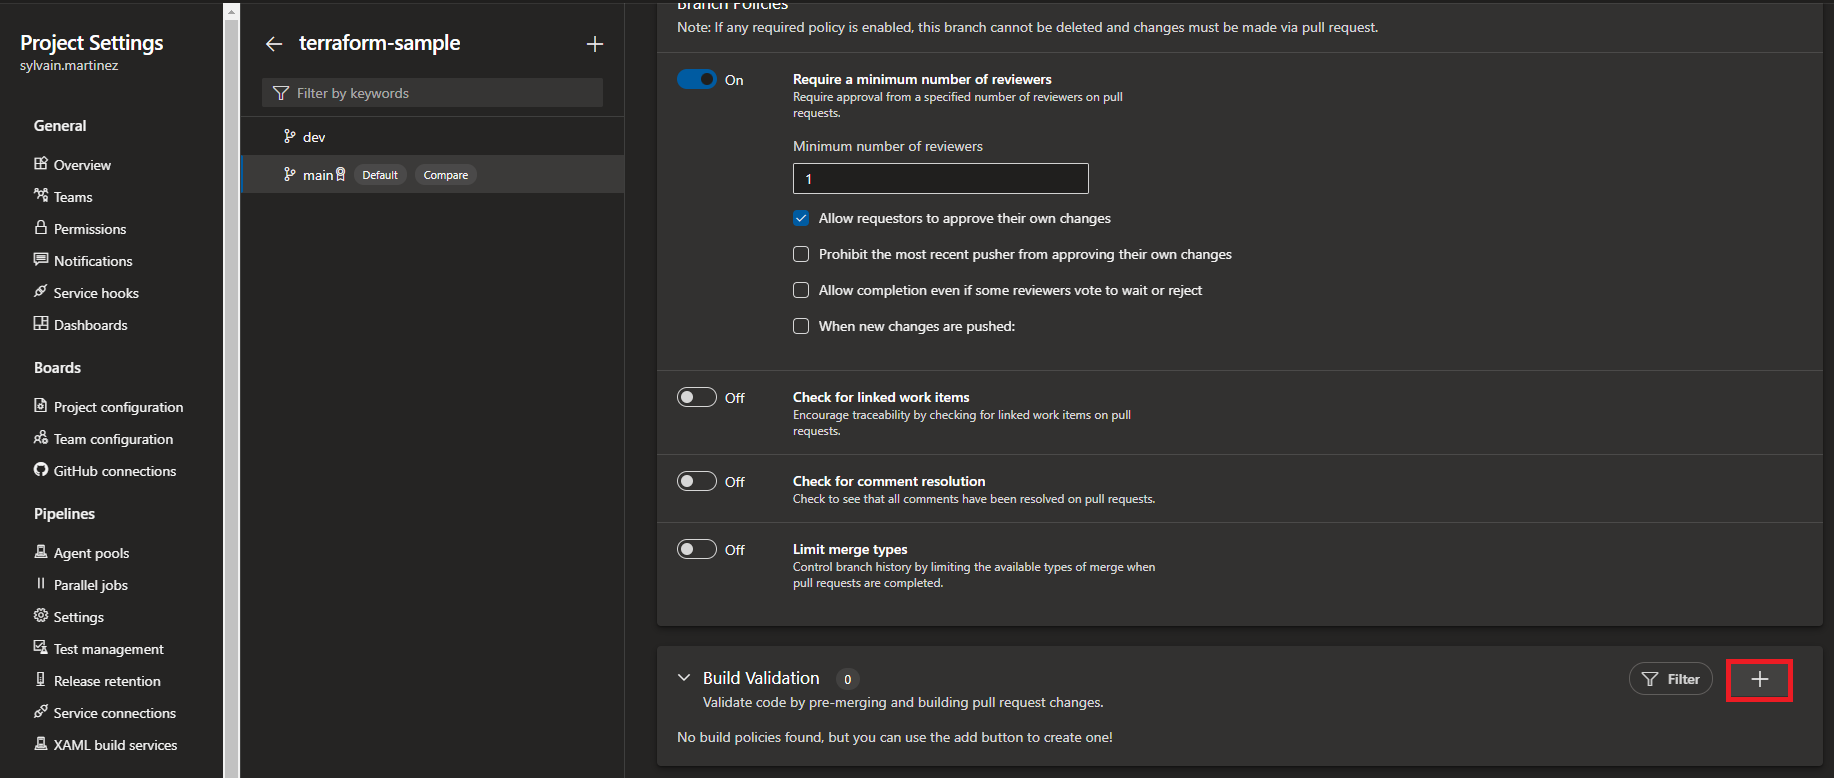 Project Settings
sylvain.martinez
General
Overview
Teams
Permissions
Notifications
Service hooks
Dashboards
Boards
Project configuration
Team configuration
GitHub connections
Pipelines
Agent pools
Parallel jobs
Settings
Test management
Release retention
Service connections
XAML build services
terraform-sample
Filter by keywords
dev
main Default Compare
Branch Policies
Note: If any required policy is enabled, this branch cannot be deleted and changes must be made via pull request.
On
Require a minimum number of reviewers
Require approval from a specified number of reviewers on pull
requests.
Minimum number of reviewers
1
Allow requestors to approve their own changes
Prohibit the most recent pusher from approving their own changes
Allow completion even if some reviewers vote to wait or reject
When new changes are pushed:
Off
Check for linked work items
Encourage traceability by checking for linked work items on pull
requests.
Off
Check for comment resolution
Check to see that all comments have been resolved on pull requests.
Off
Limit merge types
Control branch history by limiting the available types of merge when
pull requests are completed.
Build Validation 0
Filter
Validate code by pre-merging and building pull request changes.
No build policies found, but you can use the add button to create one!